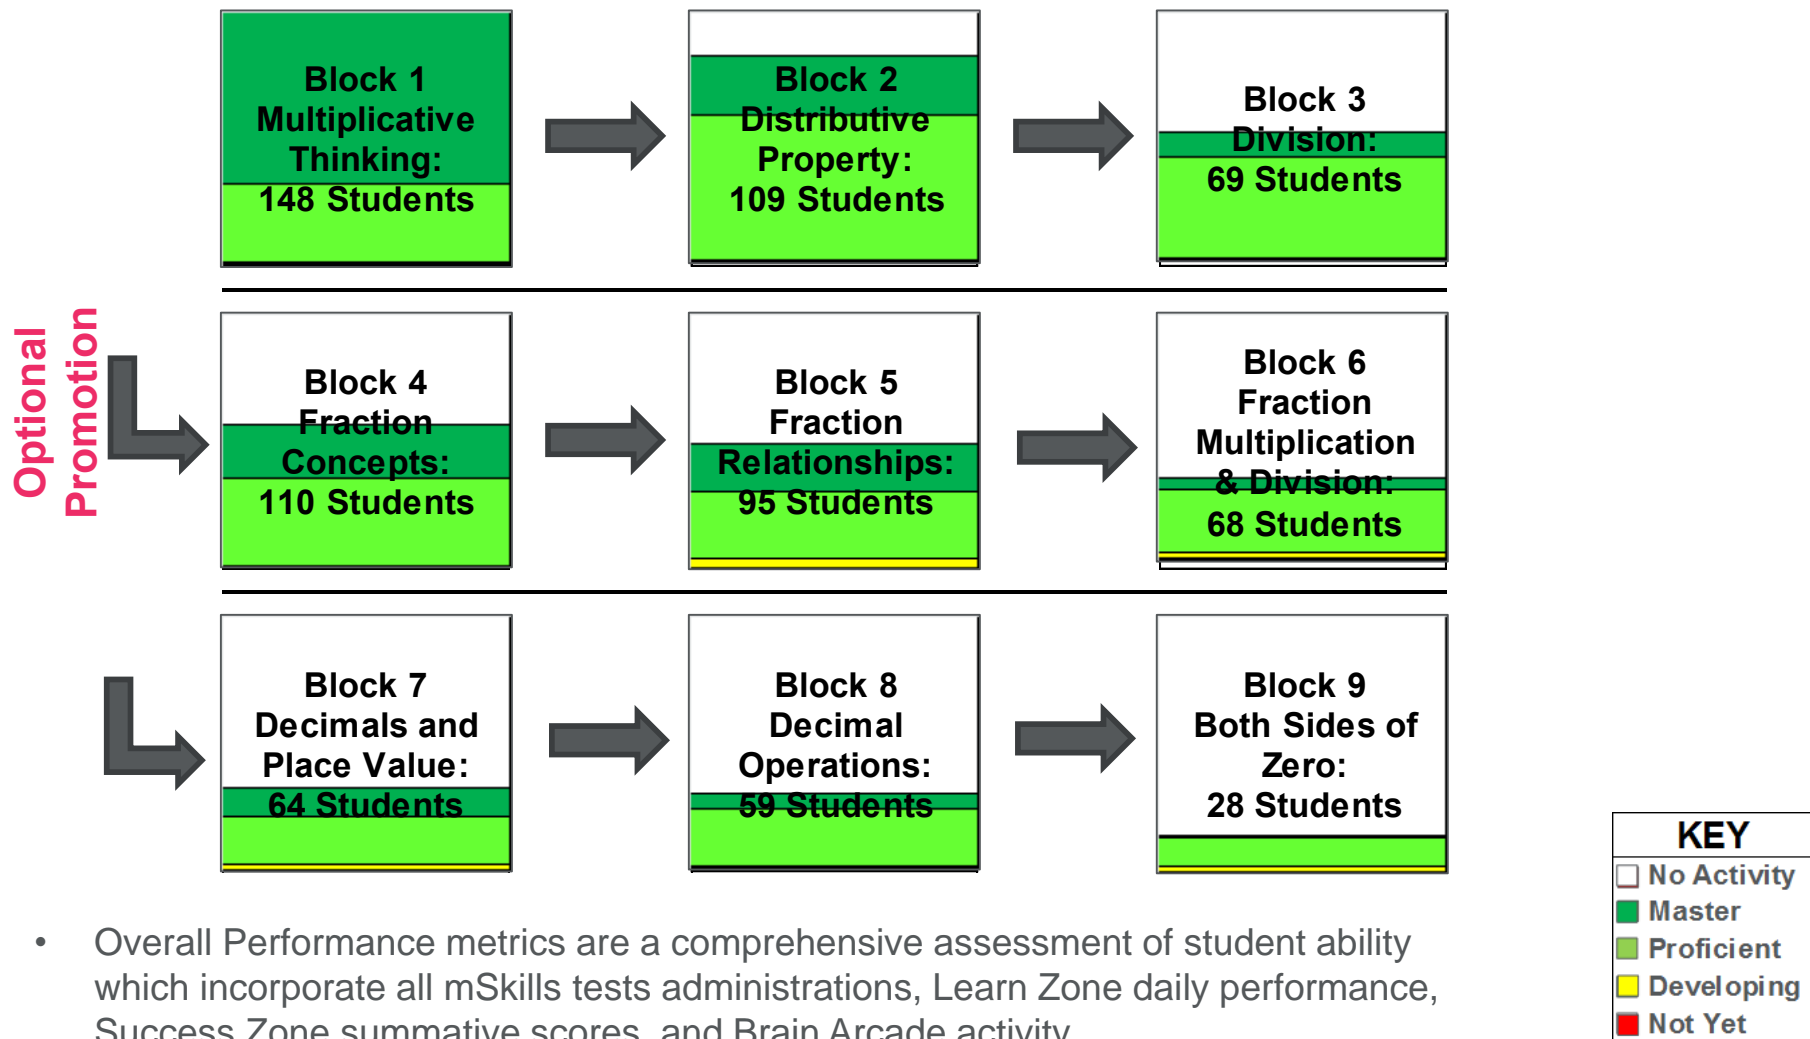 Block 1
Multiplicative
Thinking:
148 Students
Block 2
Distributive
Property:
109 Students
Block 3
Division:
69 Students
Optional
Promotion
Block 4
Fraction
Concepts:
110 Students
Block 5
Fraction
Relationships:
95 Students
Block 6
Fraction
Multiplication
& Division:
68 Students
Block 7
Decimals and
Place Value:
64 Students
Block 8
Decimal
Operations:
59 Students
Block 9
Both Sides of
Zero:
28 Students
KEY
No Activity
Master
Proficient
Developing
Not Yet
• Overall Performance metrics are a comprehensive assessment of student ability
which incorporate all mSkills tests administrations, Learn Zone daily performance,
Success Zone summative scores, and Brain Arcade activity